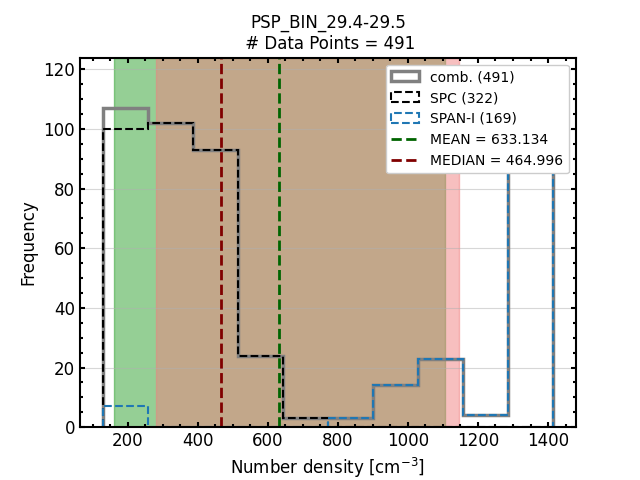 PSP_BIN_29.4-29.5
# Data Points = 491
comb. (491)
SPC (322)
SPAN-I (169)
MEAN = 633.134
MEDIAN = 464.996
Frequency
120
100
80
60
40
20
0
200 400 600 800 1000 1200 1400
Number density [cm⁻³]